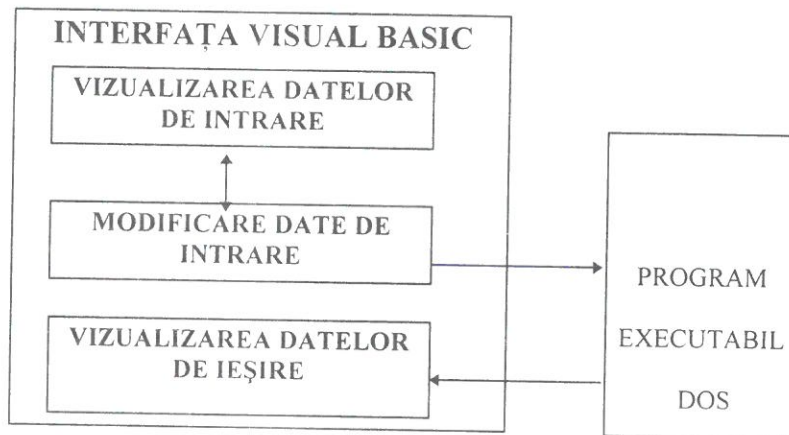 INTERFAȚA VISUAL BASIC
VIZUALIZAREA DATELOR
DE INTRARE
MODIFICARE DATE DE
INTRARE
VIZUALIZAREA DATELOR
DE IEȘIRE
PROGRAM
EXECUTABIL
DOS